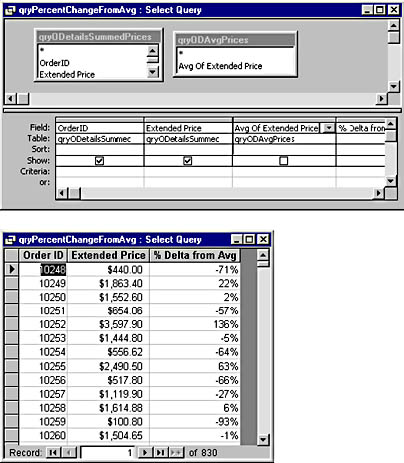 qryPercentChangeFromAvg : Select Query
qryODetailsSummedPrices
*
OrderID
Extended Price
qryODAvgPrices
*
Avg Of Extended Price
Field: OrderID Extended Price Avg Of Extended Price % Delta from
Table: qryODetailsSummec qryODetailsSummec qryODAvgPrices
Sort:
Show:
Criteria:
or:
qryPercentChangeFromAvg : Select Query
Order ID Extended Price % Delta from Avg
10248 $440.00 -71%
10249 $1,863.40 22%
10250 $1,552.60 2%
10251 $654.06 -57%
10252 $3,597.90 136%
10253 $1,444.80 -5%
10254 $556.62 -64%
10255 $2,490.50 63%
10256 $517.80 -66%
10257 $1,119.90 -27%
10258 $1,614.88 6%
10259 $100.80 -93%
10260 $1,504.65 -1%
Record: 1 of 830